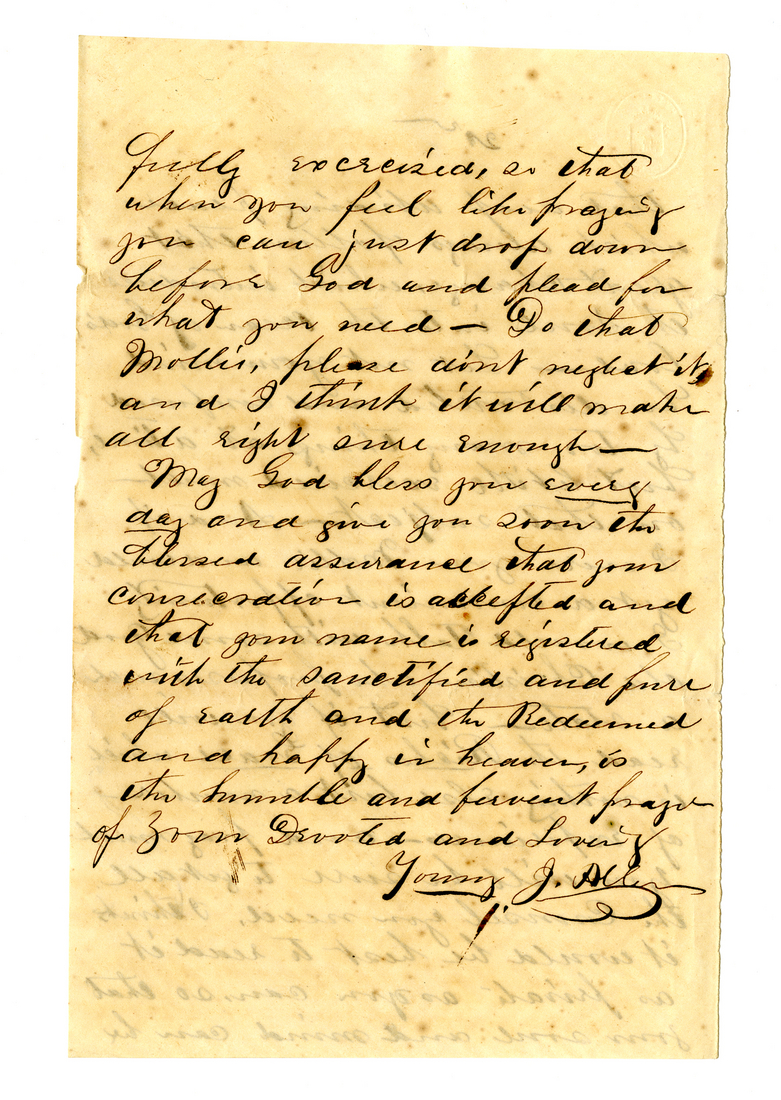 fully excercised, so that
when you feel like praying
you can just drop down
before God and plead for
what you need — Do that
Mollie, please don't neglect it,
and I think it will make
all right sure enough —
May God bless you every
day and give you soon the
blessed assurance that your
consecration is accepted and
that your name is registered
with the sanctified and pure
of earth and the Redeemed
and happy in heaven, is
the humble and fervent prayer
of Your Devoted and Loving
Young J. Allen